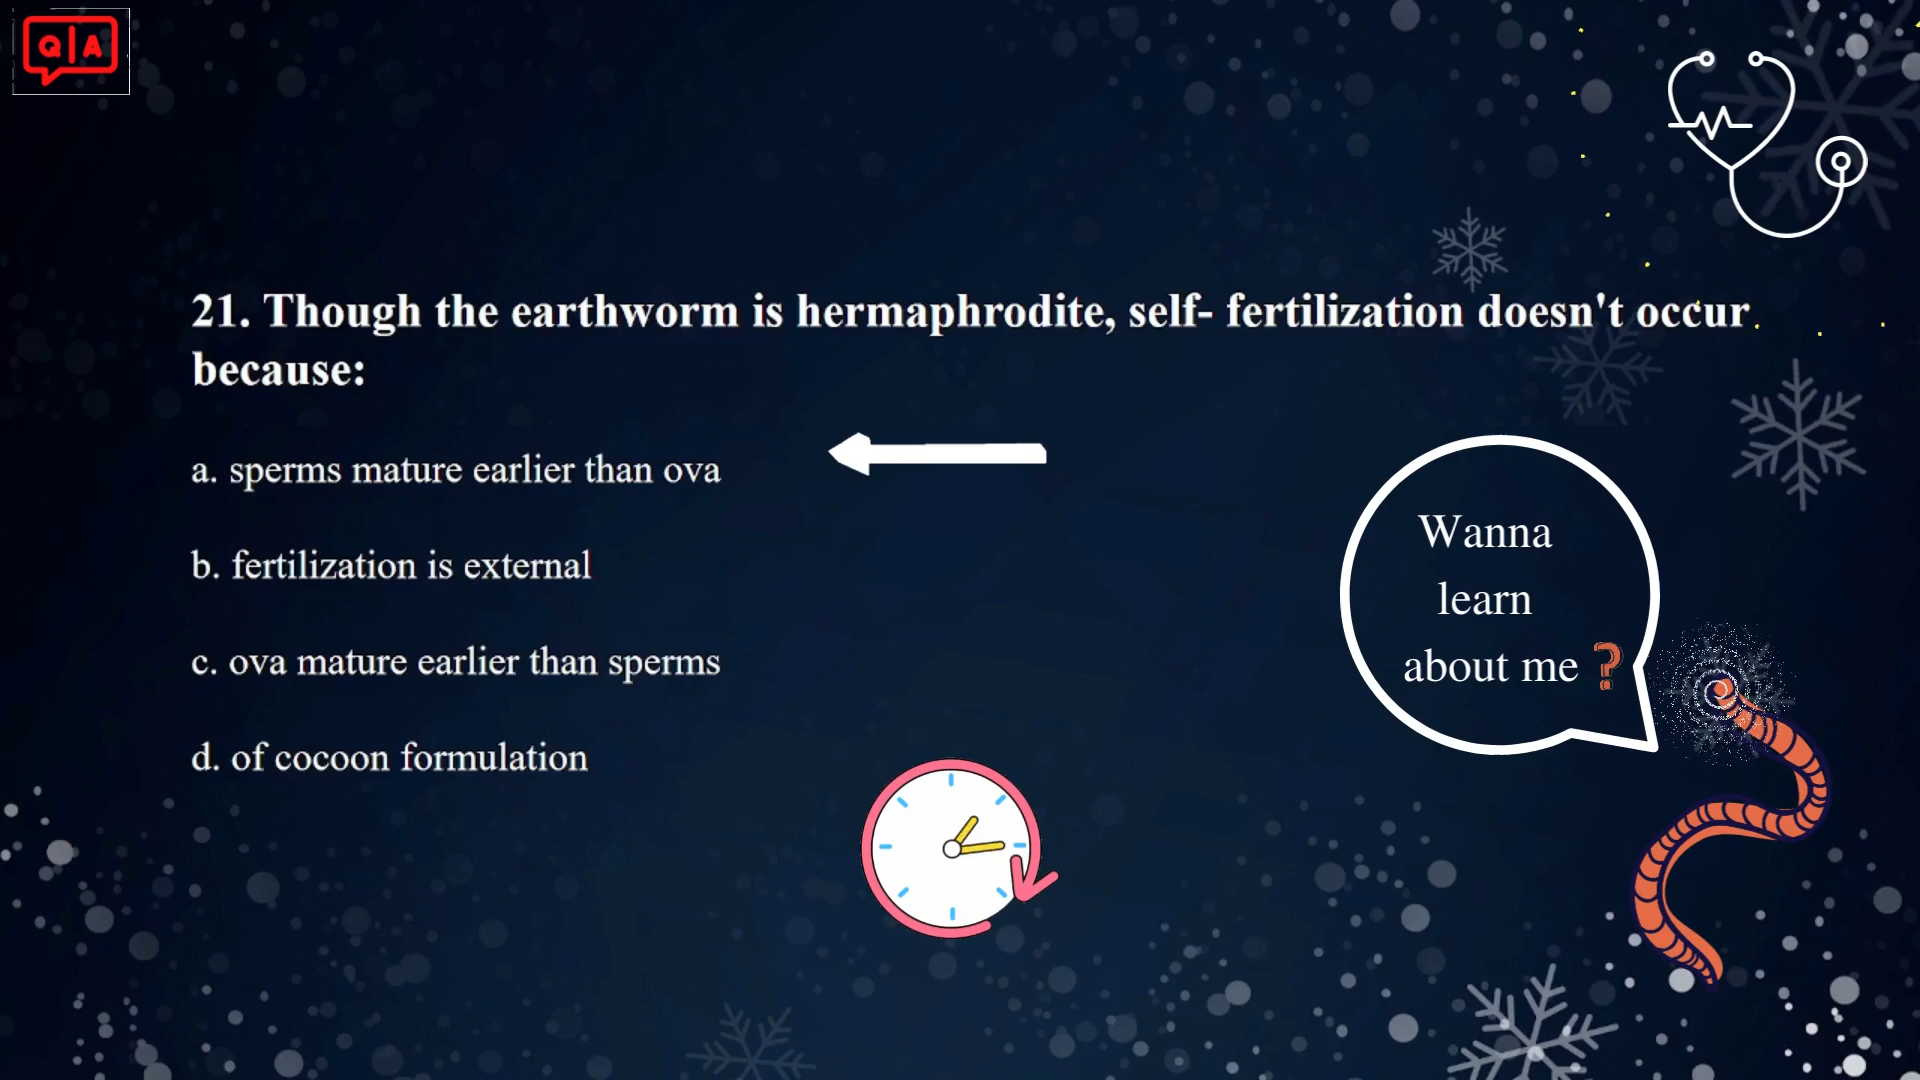 Q|A
21. Though the earthworm is hermaphrodite, self- fertilization doesn't occur
because:
a. sperms mature earlier than ova
b. fertilization is external
c. ova mature earlier than sperms
d. of cocoon formulation
Wanna
learn
about me ?